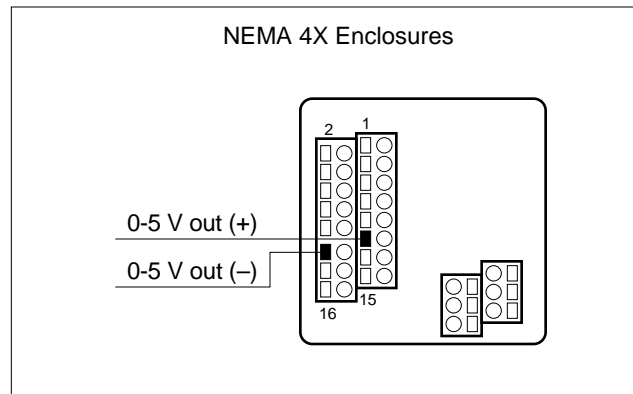 NEMA 4X Enclosures
2
1
0-5 V out (+)
0-5 V out (–)
15
16